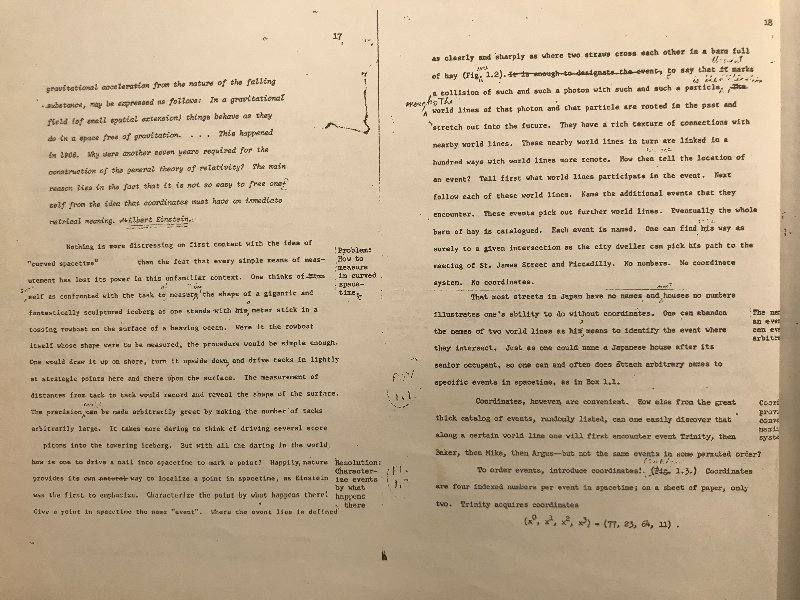 17
gravitational acceleration from the nature of the falling
substance, may be expressed as follows: In a gravitational
field (of small spatial extension) things behave as they
do in a space free of gravitation. . . . This happened
in 1908. Why were another seven years required for the
construction of the general theory of relativity? The main
reason lies in the fact that it is not so easy to free one-
self from the idea that coordinates must have an immediate
metrical meaning. Albert Einstein.
Nothing is more distressing on first contact with the idea of
"curved spacetime" than the fear that every simple means of meas-
urement has lost its power in this unfamiliar context. One thinks of
self as confronted with the task to measure the shape of a gigantic and
fantastically sculptured iceberg as one stands with his meter stick in a
tossing rowboat on the surface of a heaving ocean. Were it the rowboat
itself whose shape were to be measured, the procedure would be simple enough.
One would draw it up on shore, turn it upside down, and drive tacks in lightly
at strategic points here and there upon the surface. The measurement of
distances from tack to tack would record and reveal the shape of the surface.
The precision can be made arbitrarily great by making the number of tacks
arbitrarily large. It takes more daring to think of driving several score
pitons into the towering iceberg. But with all the daring in the world,
how is one to drive a nail into spacetime to mark a point? Happily, nature
provides its own natural way to localize a point in spacetime, as Einstein
was the first to emphasize. Characterize the point by what happens there!
Give a point in spacetime the name "event". Where the event lies is defined
Problem:
How to
measure
in curved
space-
time
Resolution:
Character-
ize events
by what
happens
there
18
as clearly and sharply as where two straws cross each other in a barn full
of hay (Fig. 1.2). It is enough to designate the event, to say that it marks
a collision of such and such a photon with such and such a particle, The
enough. The
world lines of that photon and that particle are rooted in the past and
stretch out into the future. They have a rich texture of connections with
nearby world lines. These nearby world lines in turn are linked in a
hundred ways with world lines more remote. How then tell the location of
an event? Tell first what world lines participate in the event. Next
follow each of these world lines. Name the additional events that they
encounter. These events pick out further world lines. Eventually the whole
barn of hay is catalogued. Each event is named. One can find his way as
surely to a given intersection as the city dweller can pick his path to the
meeting of St. James Street and Piccadilly. No numbers. No coordinate
system. No coordinates.
That most streets in Japan have no names and houses no numbers
illustrates one's ability to do without coordinates. One can abandon
the names of two world lines as his means to identify the event where
they intersect. Just as one could name a Japanese house after its
senior occupant, so one can and often does attach arbitrary names to
specific events in spacetime, as in Box 1.1.
Coordinates, however, are convenient. How else from the great
thick catalog of events, randomly listed, can one easily discover that
along a certain world line one will first encounter event Trinity, then
Baker, then Mike, then Argus--but not the same events in some permuted order?
To order events, introduce coordinates! (Fig. 1.3.) Coordinates
are four indexed numbers per event in spacetime; on a sheet of paper, only
two. Trinity acquires coordinates
(x⁰, x¹, x², x³) = (77, 23, 64, 11) .
The
an
can